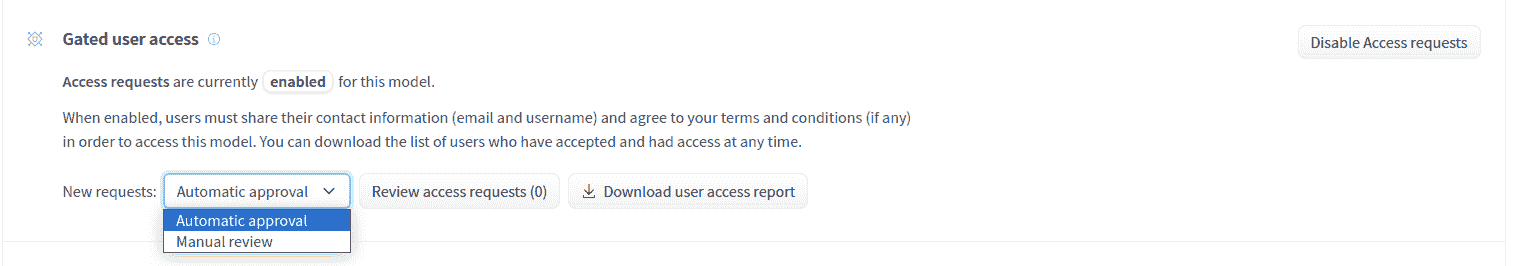 Gated user access
Disable Access requests
Access requests are currently enabled for this model.
When enabled, users must share their contact information (email and username) and agree to your terms and conditions (if any)
in order to access this model. You can download the list of users who have accepted and had access at any time.
New requests: Automatic approval Review access requests (0) Download user access report
Automatic approval
Manual review